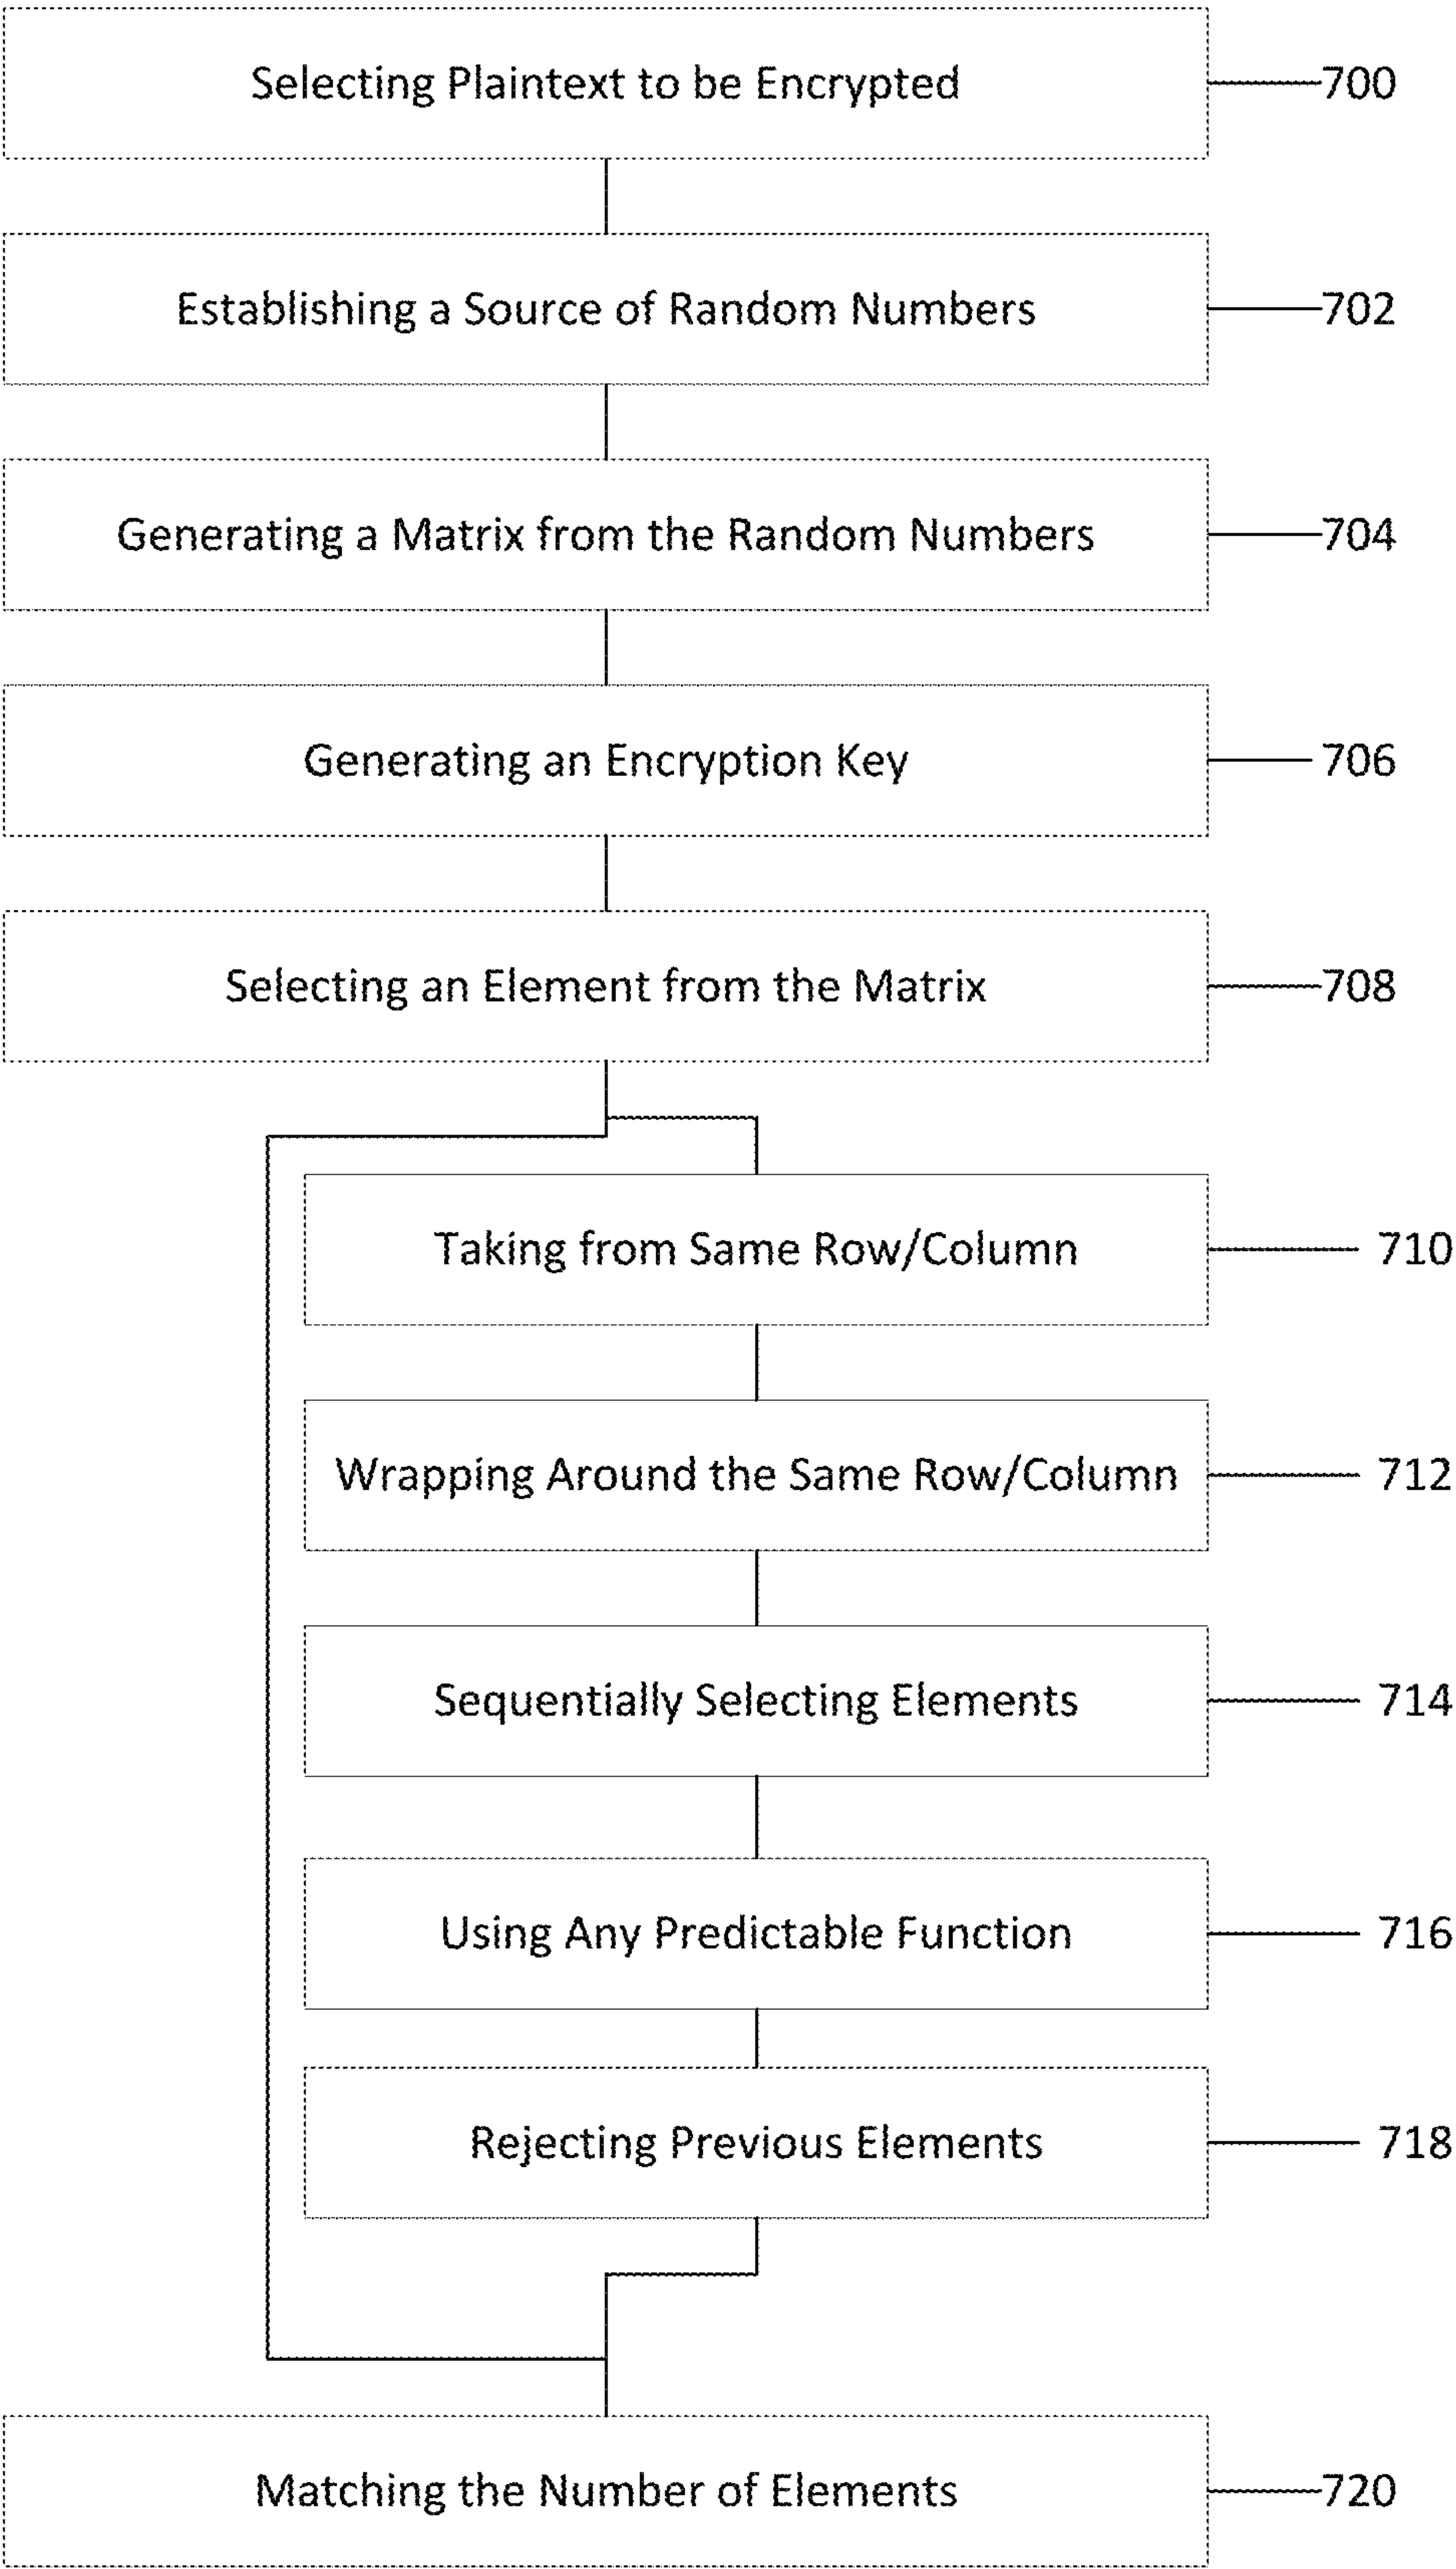 Selecting Plaintext to be Encrypted 700
Establishing a Source of Random Numbers 702
Generating a Matrix from the Random Numbers 704
Generating an Encryption Key 706
Selecting an Element from the Matrix 708
Taking from Same Row/Column 710
Wrapping Around the Same Row/Column 712
Sequentially Selecting Elements 714
Using Any Predictable Function 716
Rejecting Previous Elements 718
Matching the Number of Elements 720